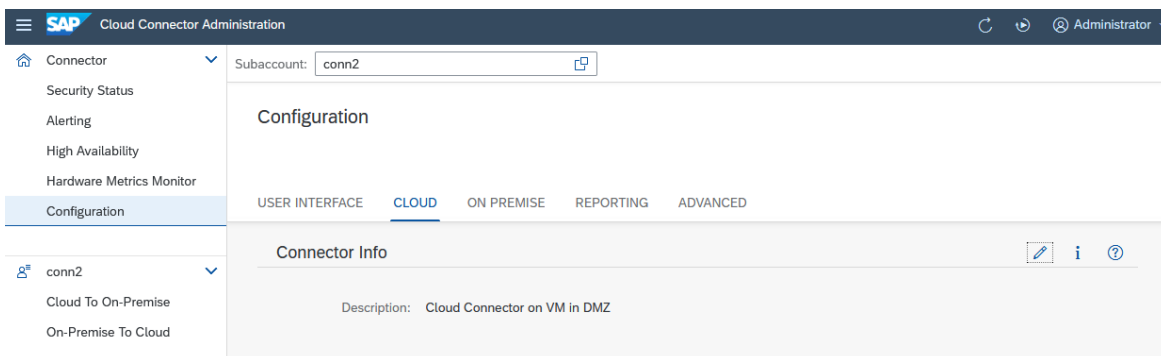 SAP Cloud Connector Administration Administrator
Connector
Subaccount: conn2
Security Status
Alerting
High Availability
Hardware Metrics Monitor
Configuration
Configuration
USER INTERFACE CLOUD ON PREMISE REPORTING ADVANCED
Connector Info
conn2
Cloud To On-Premise
On-Premise To Cloud
Description: Cloud Connector on VM in DMZ